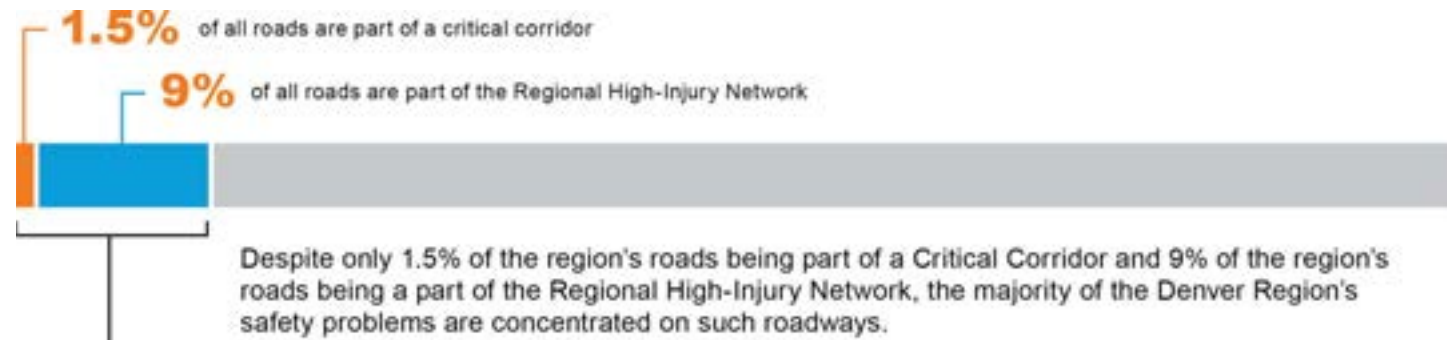 1.5% of all roads are part of a critical corridor
9% of all roads are part of the Regional High-Injury Network
Despite only 1.5% of the region's roads being part of a Critical Corridor and 9% of the region's
roads being a part of the Regional High-Injury Network, the majority of the Denver Region's
safety problems are concentrated on such roadways.